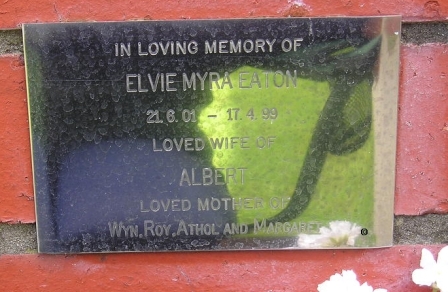 IN LOVING MEMORY OF
ELVIE MYRA EATON
21. 6. 01 - 17. 4. 99
LOVED WIFE OF
ALBERT
LOVED MOTHER OF
WYN, ROY, ATHOL AND MARGARET